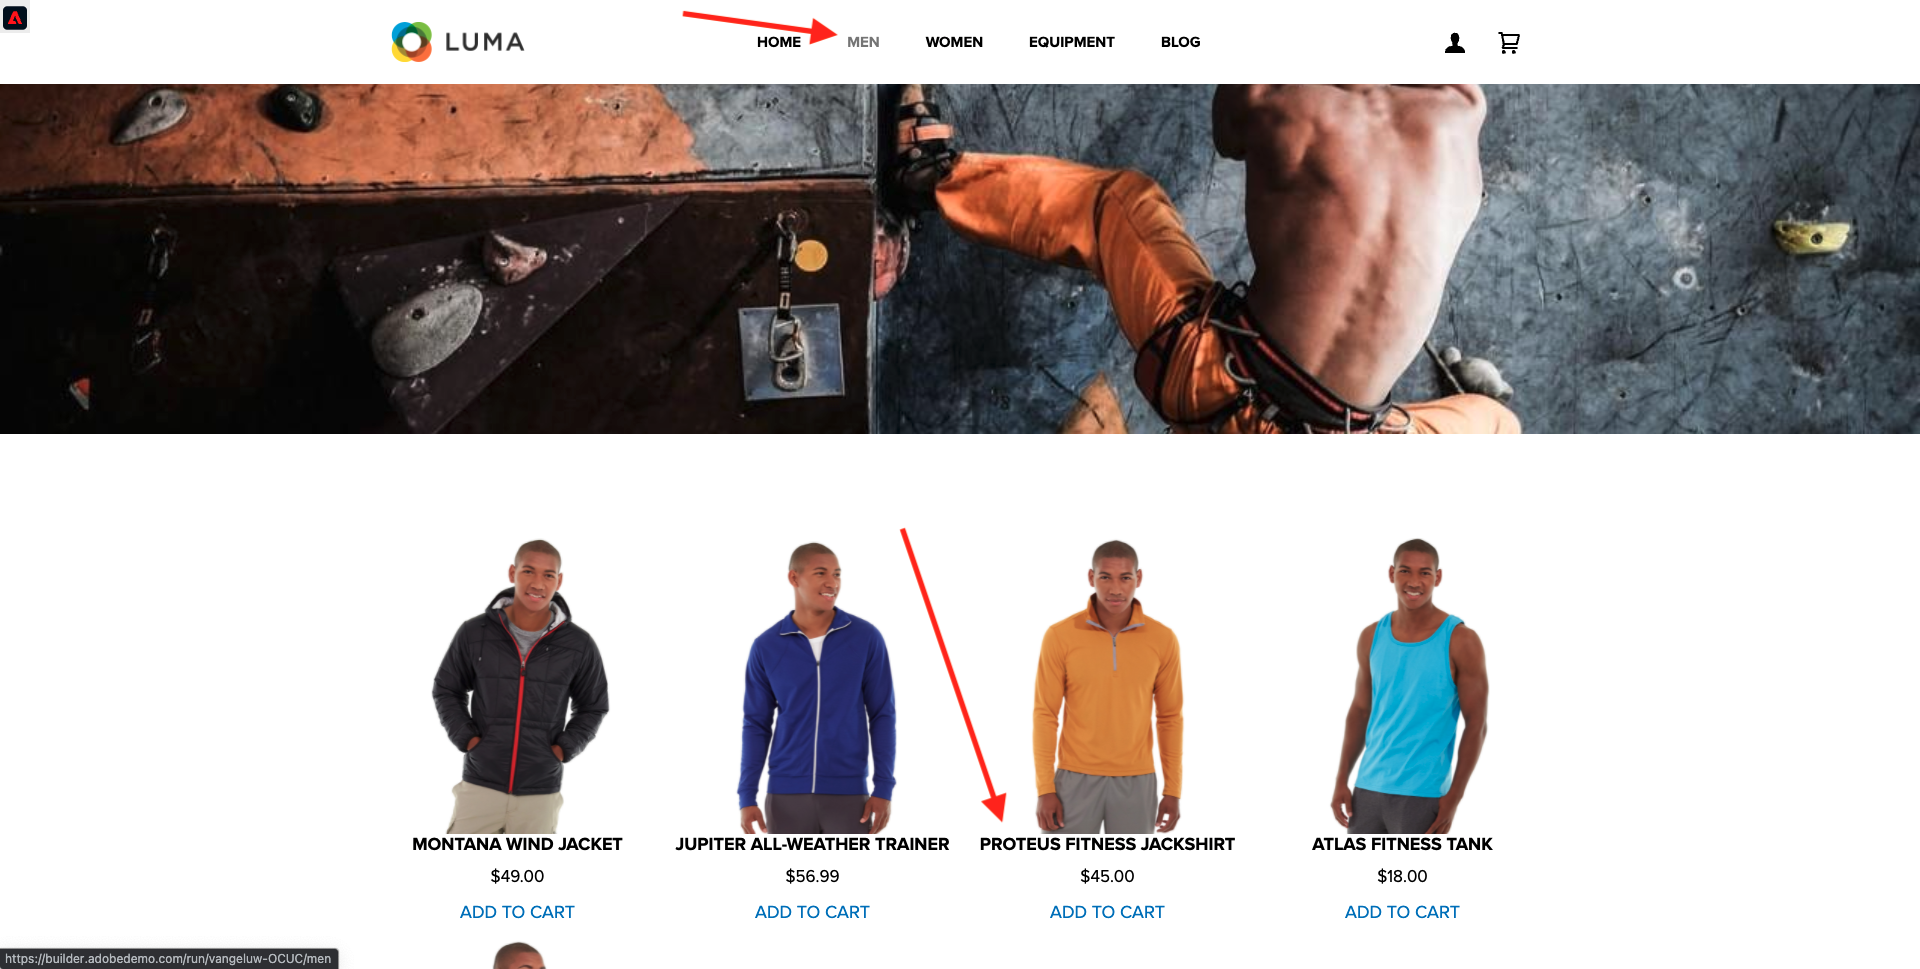 LUMA
HOME MEN WOMEN EQUIPMENT BLOG
MONTANA WIND JACKET
$49.00
ADD TO CART
JUPITER ALL-WEATHER TRAINER
$56.99
ADD TO CART
PROTEUS FITNESS JACKSHIRT
$45.00
ADD TO CART
ATLAS FITNESS TANK
$18.00
ADD TO CART
https://builder.adobedemo.com/run/vangeluw-OCUC/men